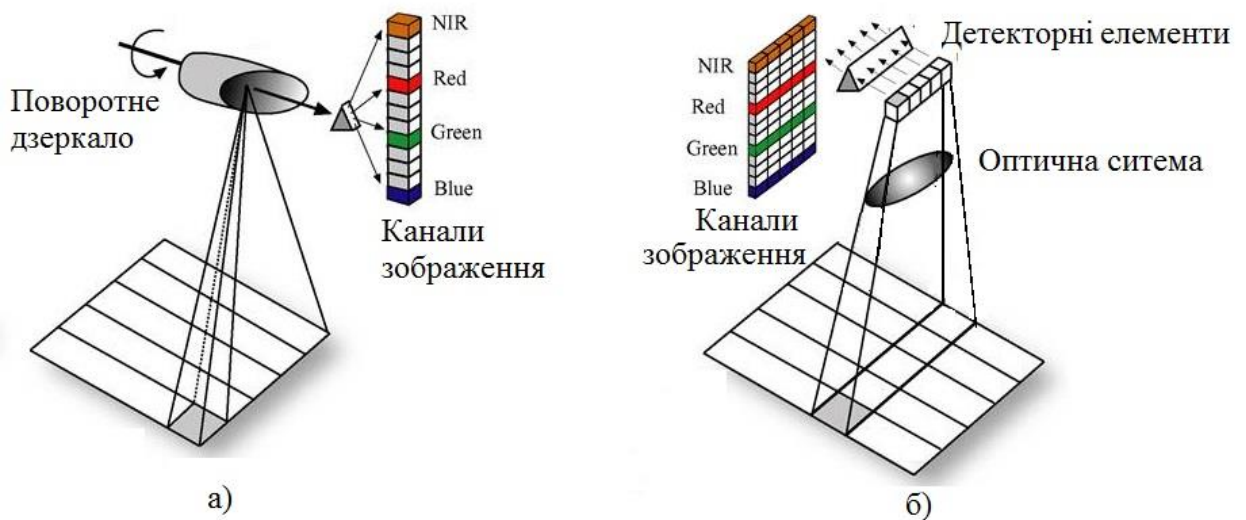 Поворотне
дзеркало
NIR
Red
Green
Blue
Канали
зображення
а)
NIR
Red
Green
Blue
Канали
зображення
Детекторні елементи
Оптична ситема
б)